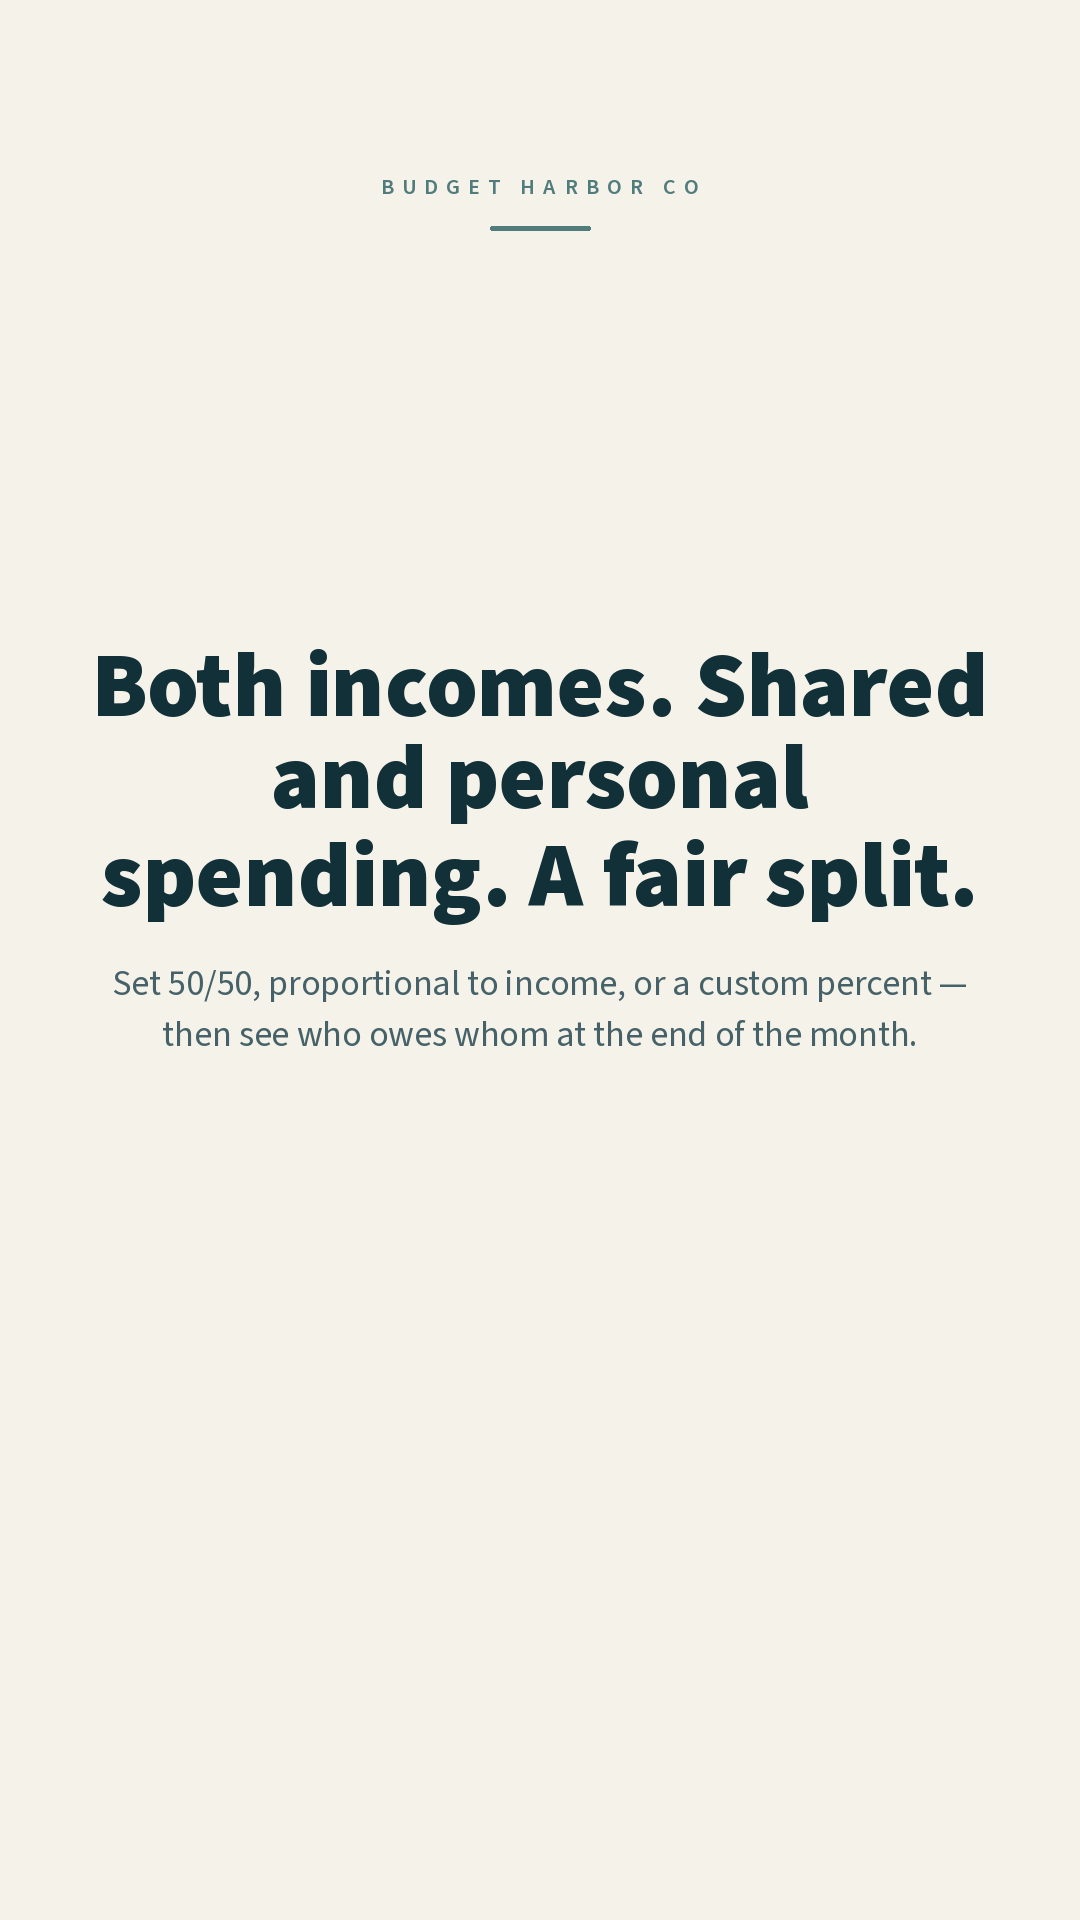 BUDGET HARBOR CO
Both incomes. Shared
and personal
spending. A fair split.
Set 50/50, proportional to income, or a custom percent —
then see who owes whom at the end of the month.